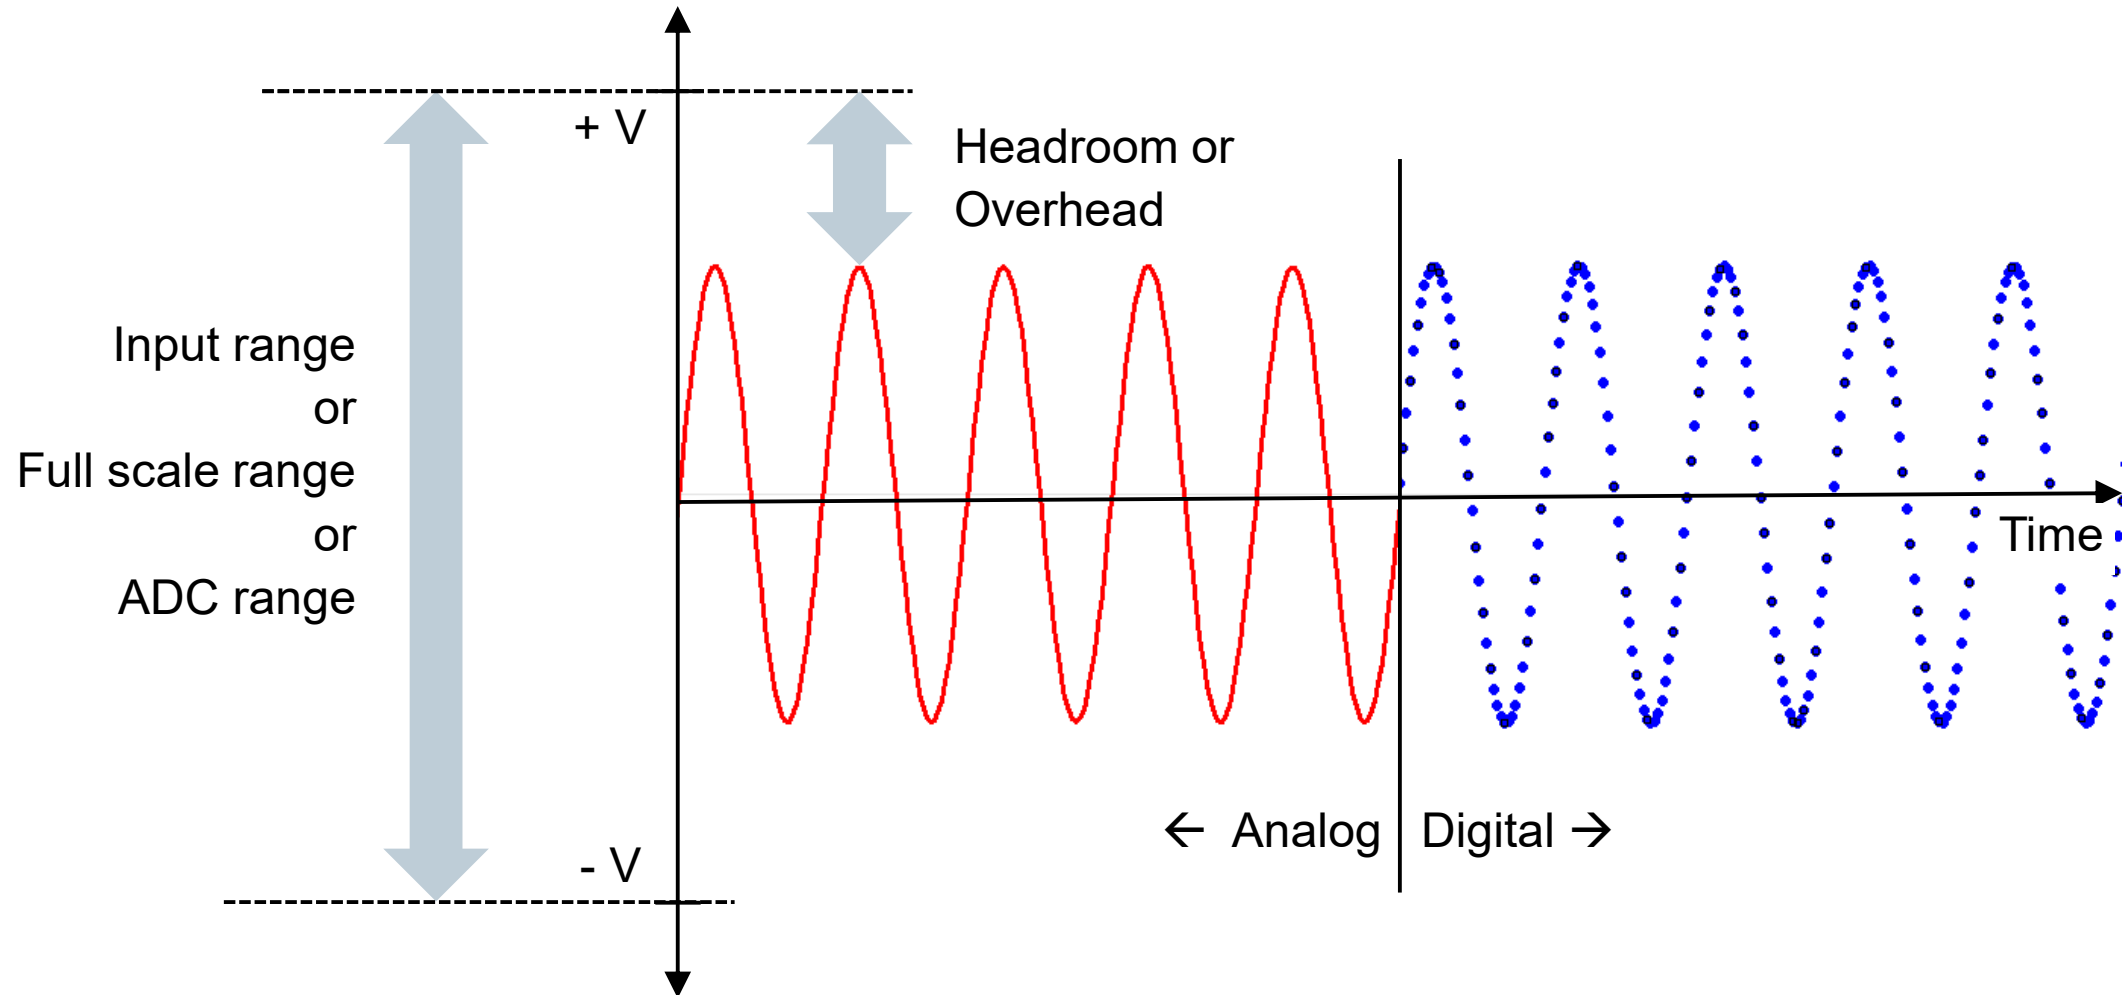 + V
Headroom or
Overhead
Input range
or
Full scale range
or
ADC range
Time
← Analog
Digital →
- V